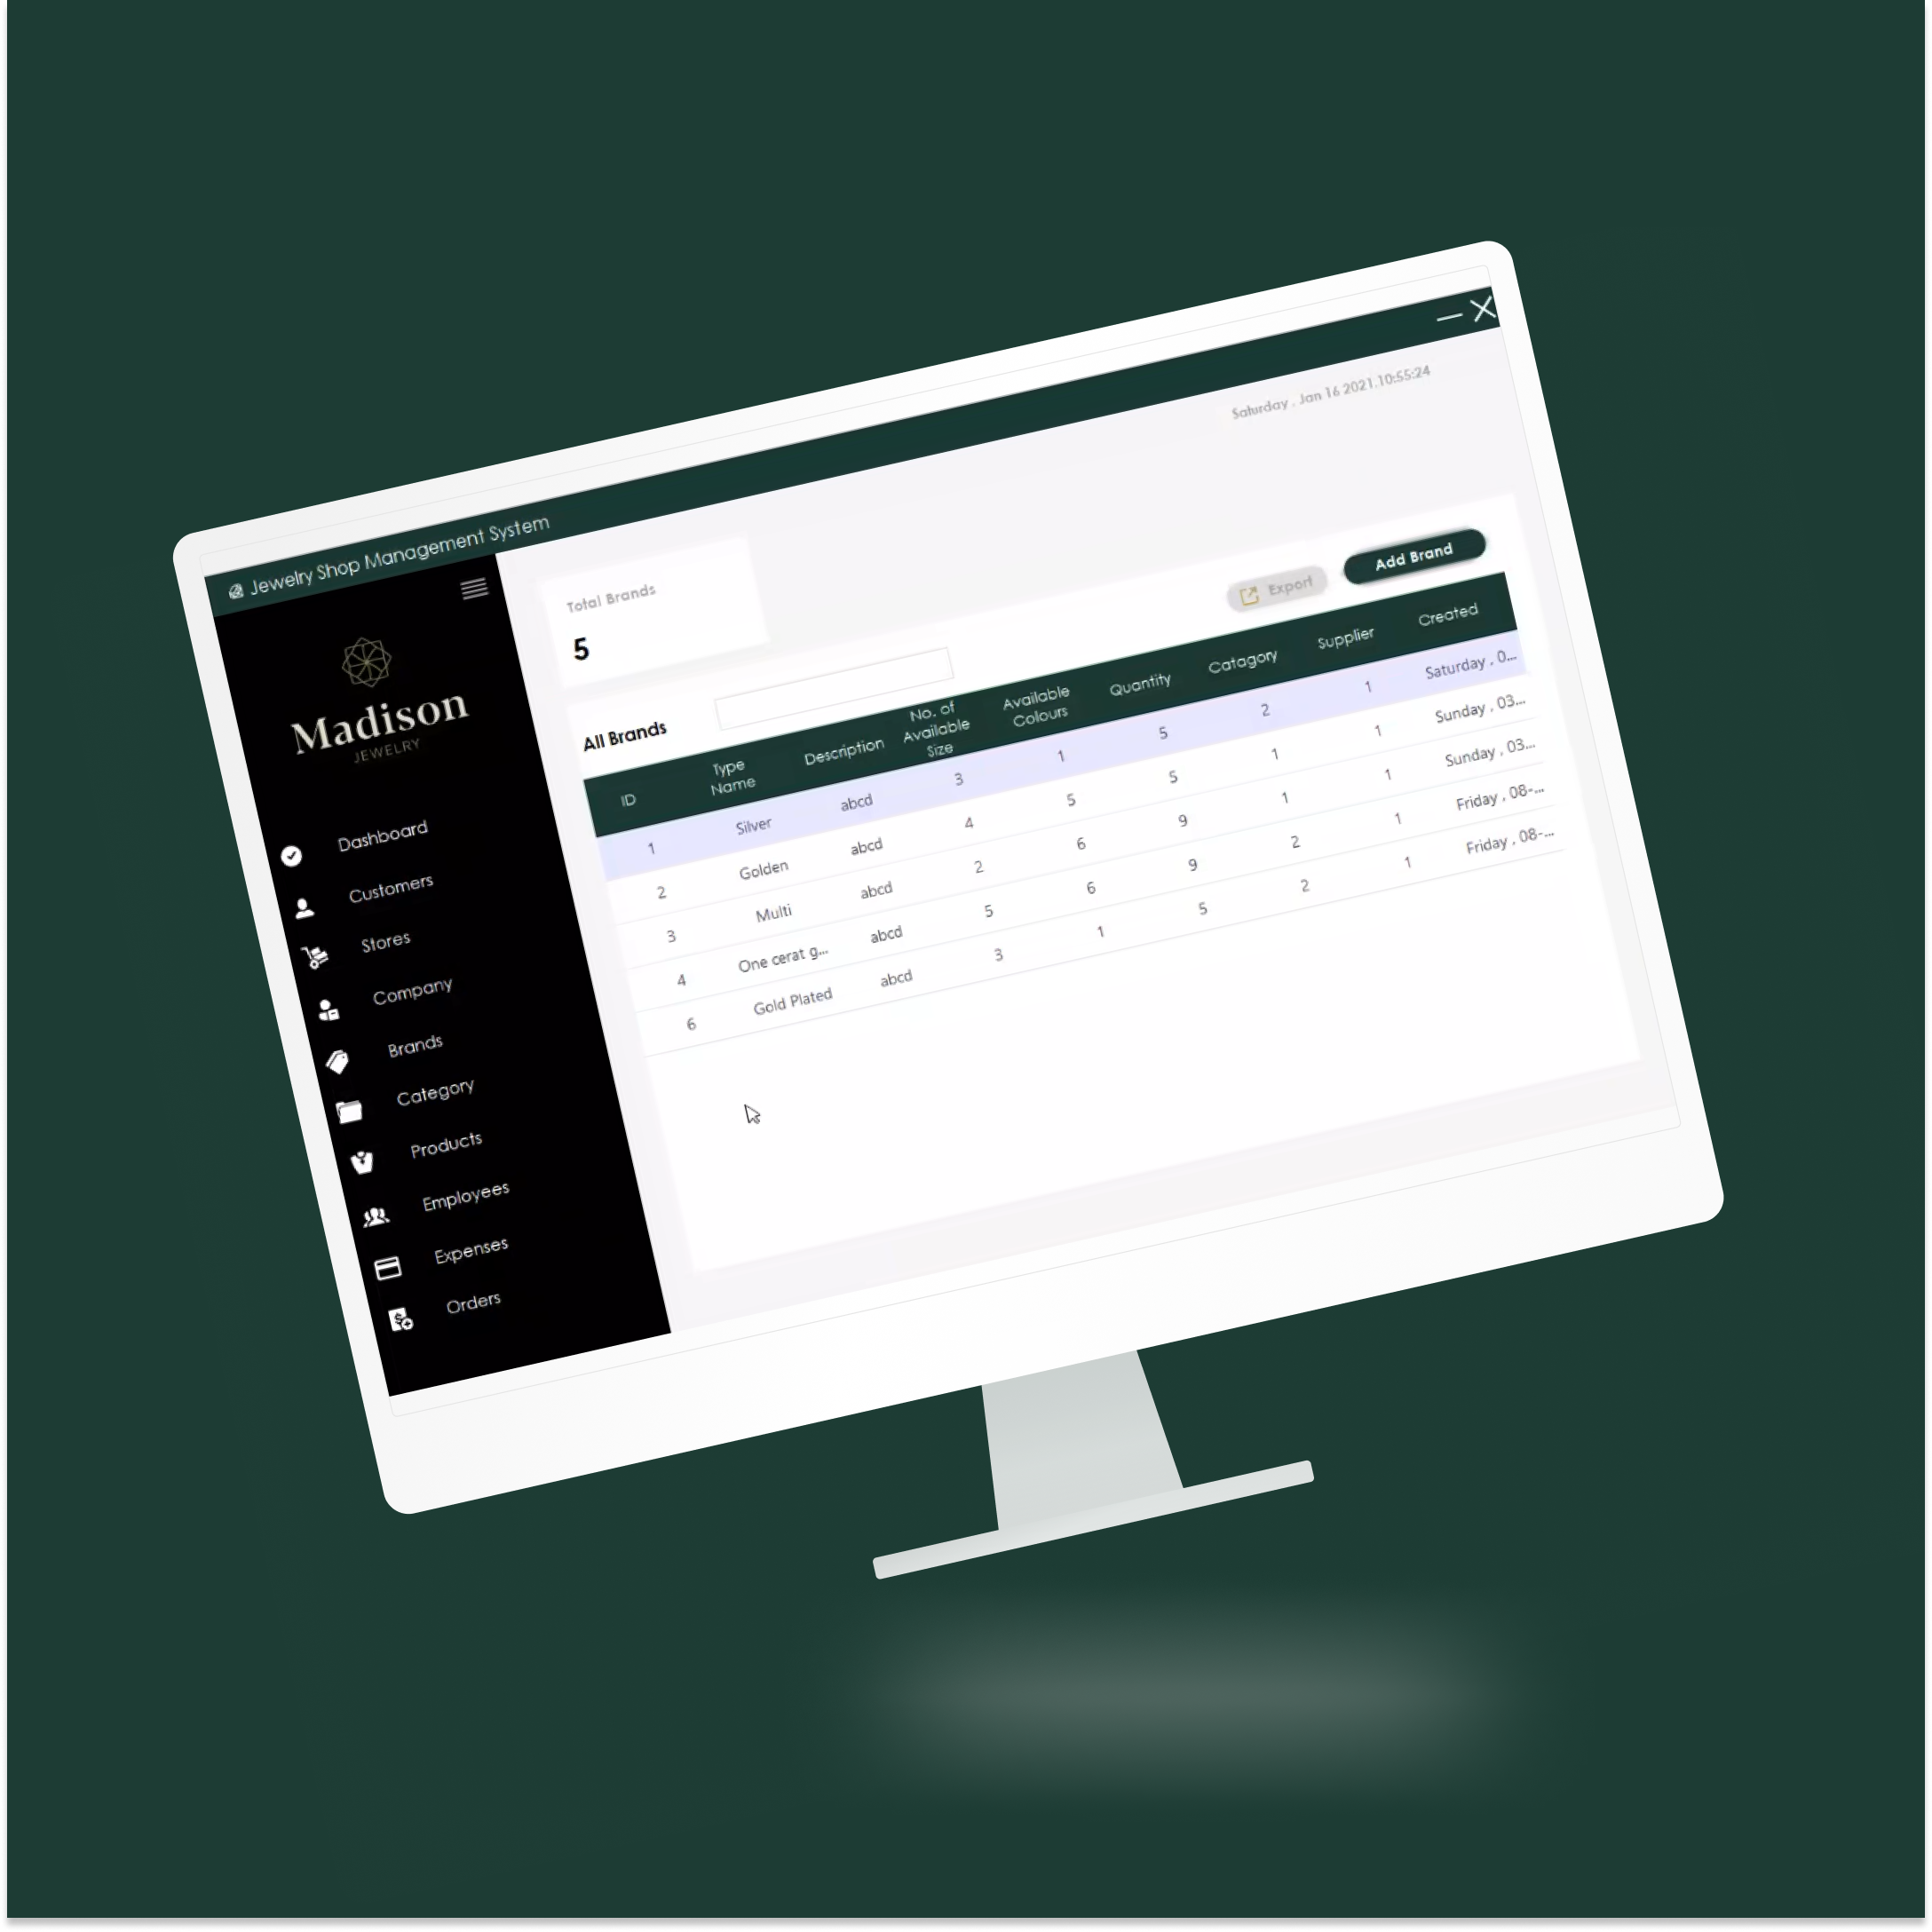 Jewelry Shop Management System
Madison
JEWELRY
Dashboard
Customers
Stores
Company
Brands
Category
Products
Employees
Expenses
Orders
Saturday , Jan 16 2021,10:55:24
Total Brands
5
Export
Add Brand
All Brands
ID Type Name Description No. of Available Size Available Colours Quantity Catagory Supplier Created
1 Silver abcd 3 1 5 2 1 Saturday , 0...
2 Golden abcd 4 5 5 1 1 Sunday , 03...
3 Multi abcd 2 6 9 1 1 Sunday , 03...
4 One cerat g... abcd 5 6 9 2 1 Friday , 08-...
6 Gold Plated abcd 3 1 5 2 1 Friday , 08-...